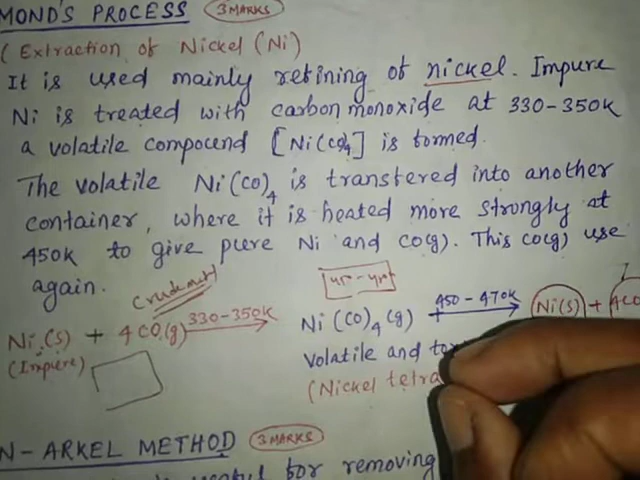 MOND'S PROCESS 3 MARKS
( Extraction of Nickel (Ni)
It is used mainly refining of nickel. Impure
Ni is treated with carbon monoxide at 330-350K
a volatile compound [Ni(CO)4] is formed.
The volatile Ni(CO)4 is transfered into another
container, where it is heated more strongly at
450K to give pure Ni and CO(g). This CO(g) use
again.
Ni(s) + 4CO(g) 330-350K → Ni(CO)4 (g) 450-470K → Ni(s) + 4CO
(Impure) Volatile and
(Nickel tetra
N-ARKEL METHOD 3 MARKS
for removing